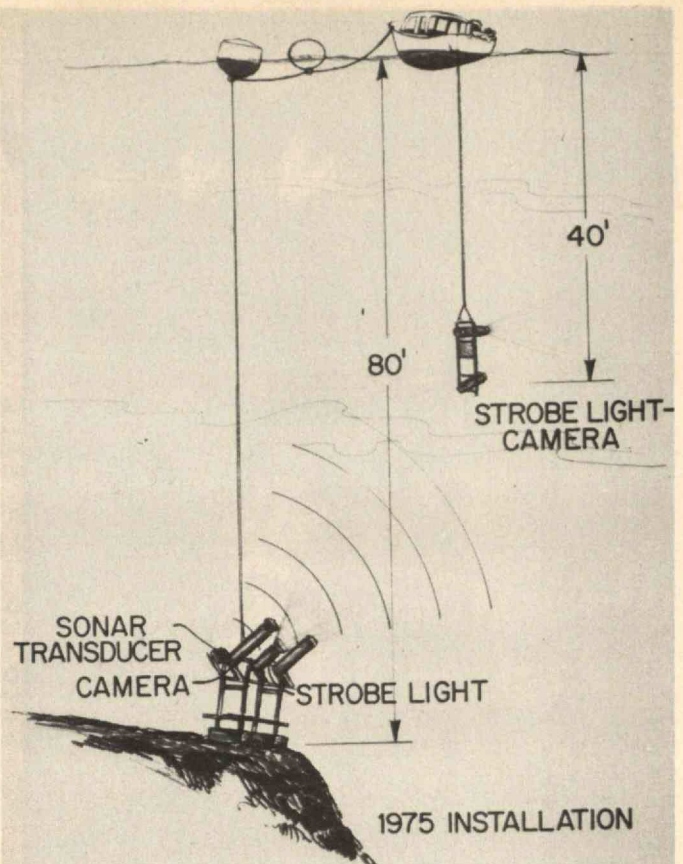 40'
80'
STROBE LIGHT-
CAMERA
SONAR
TRANSDUCER
CAMERA
STROBE LIGHT
1975 INSTALLATION